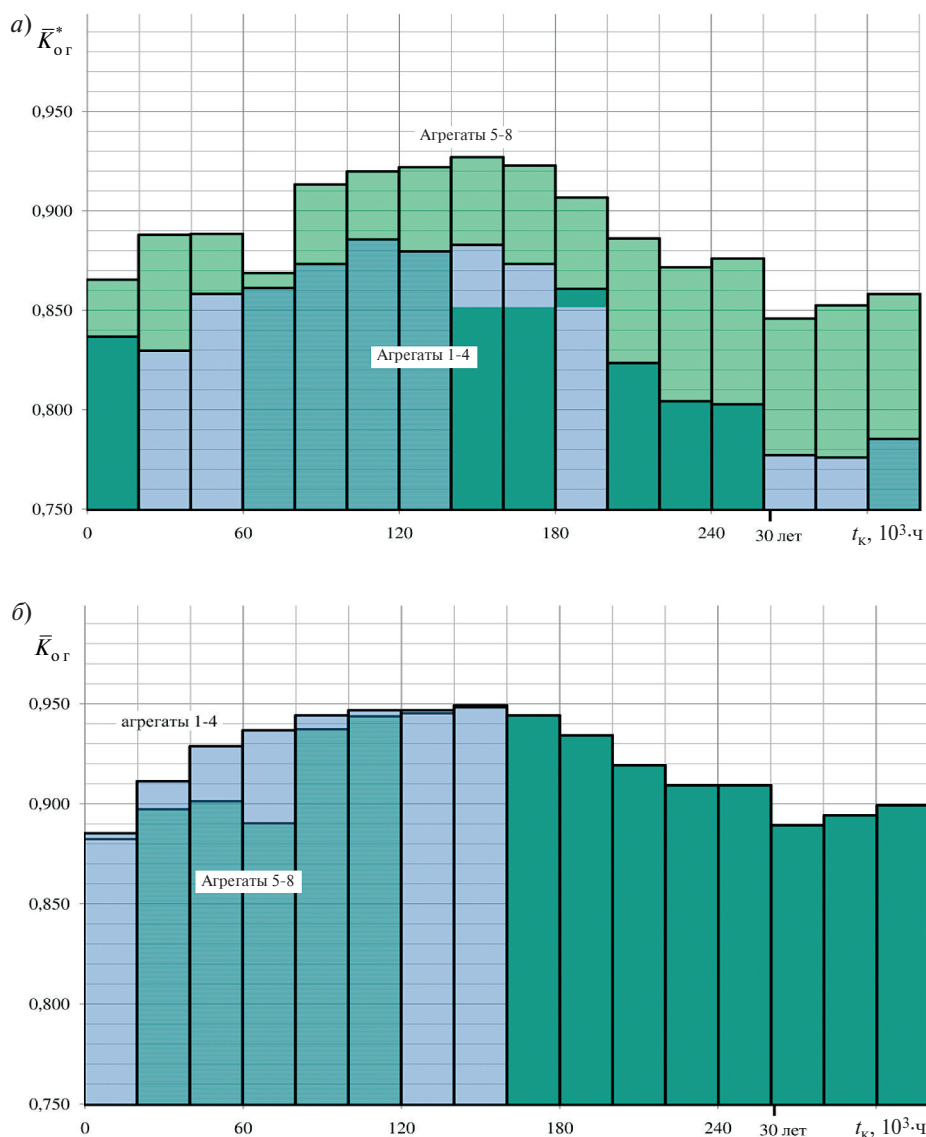 а)
K̅*о г
0,950
Агрегаты 5-8
0,900
0,850
Агрегаты 1-4
0,800
0,750
0 60 120 180 240 30 лет tк, 10³·ч
б)
K̅о г
0,950
агрегаты 1-4
0,900
Агрегаты 5-8
0,850
0,800
0,750
0 60 120 180 240 30 лет tк, 10³·ч